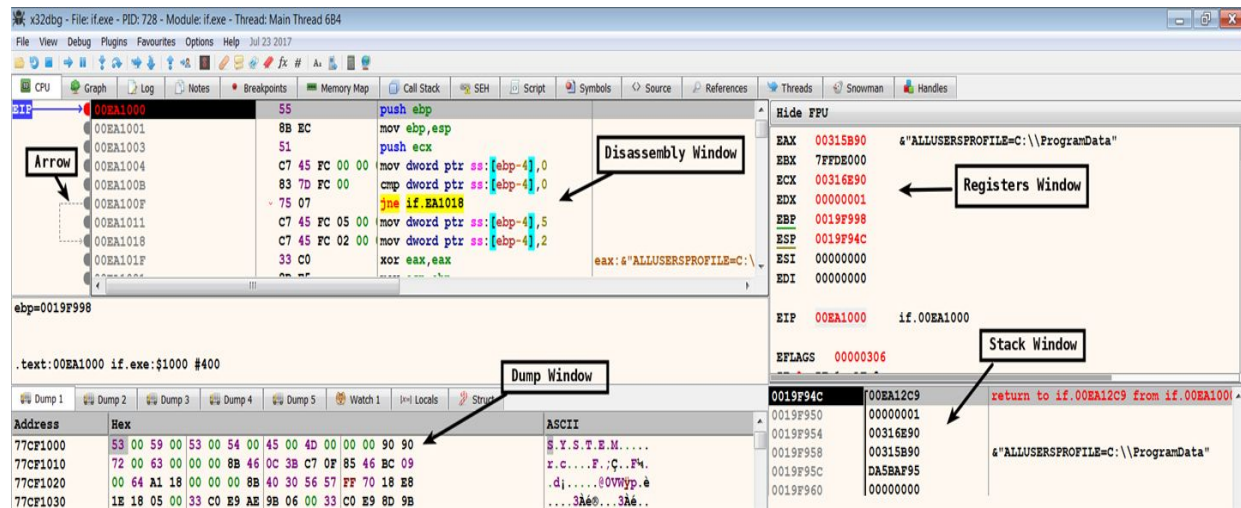 x32dbg - File: if.exe - PID: 728 - Module: if.exe - Thread: Main Thread 6B4
File View Debug Plugins Favourites Options Help Jul 23 2017
CPU Graph Log Notes Breakpoints Memory Map Call Stack SEH Script Symbols Source References Threads Snowman Handles
EIP 00EA1000 55 push ebp
00EA1001 8B EC mov ebp,esp
00EA1003 51 push ecx
00EA1004 C7 45 FC 00 00 mov dword ptr ss:[ebp-4],0
00EA100B 83 7D FC 00 cmp dword ptr ss:[ebp-4],0
00EA100F 75 07 jne if.EA1018
00EA1011 C7 45 FC 05 00 mov dword ptr ss:[ebp-4],5
00EA1018 C7 45 FC 02 00 mov dword ptr ss:[ebp-4],2
00EA101F 33 C0 xor eax,eax eax:&"ALLUSERSPROFILE=C:\
Arrow
Disassembly Window
Hide FPU
EAX 00315B90 &"ALLUSERSPROFILE=C:\\ProgramData"
EBX 7FFDE000
ECX 00316E90
EDX 00000001
EBP 0019F998
ESP 0019F94C
ESI 00000000
EDI 00000000
EIP 00EA1000 if.00EA1000
EFLAGS 00000306
Registers Window
ebp=0019F998
.text:00EA1000 if.exe:$1000 #400
Dump Window
Stack Window
Dump 1 Dump 2 Dump 3 Dump 4 Dump 5 Watch 1 Locals Struct
Address Hex ASCII
77CF1000 53 00 59 00 53 00 54 00 45 00 4D 00 00 00 90 90 S.Y.S.T.E.M.....
77CF1010 72 00 63 00 00 00 8B 46 0C 3B C7 0F 85 46 BC 09 r.c....F.;Ç..F¼.
77CF1020 00 64 A1 18 00 00 00 8B 40 30 56 57 FF 70 18 E8 .d¡.....@0VWÿp.è
77CF1030 1E 18 05 00 33 C0 E9 AE 9B 06 00 33 C0 E9 8D 9B ....3Àé®...3Àé..
0019F94C 00EA12C9 return to if.00EA12C9 from if.00EA100
0019F950 00000001
0019F954 00316E90
0019F958 00315B90 &"ALLUSERSPROFILE=C:\\ProgramData"
0019F95C DA5BAF95
0019F960 00000000